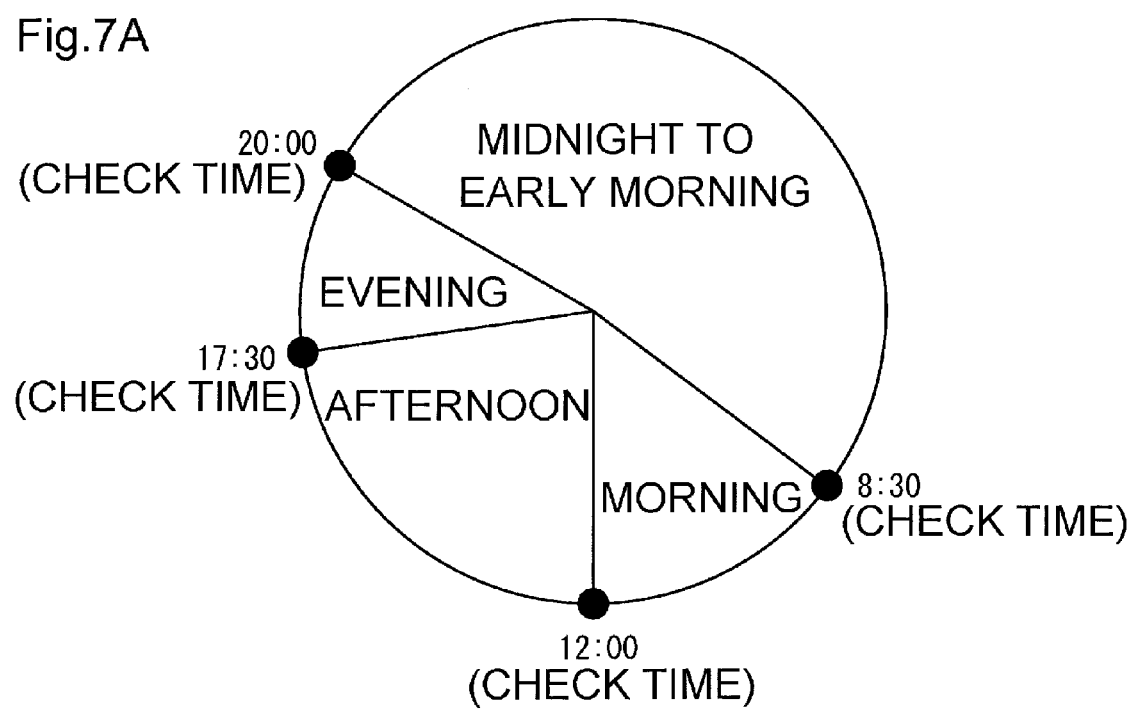 Fig.7A
MIDNIGHT TO
EARLY MORNING
20:00
(CHECK TIME)
EVENING
17:30
(CHECK TIME)
AFTERNOON
MORNING
8:30
(CHECK TIME)
12:00
(CHECK TIME)